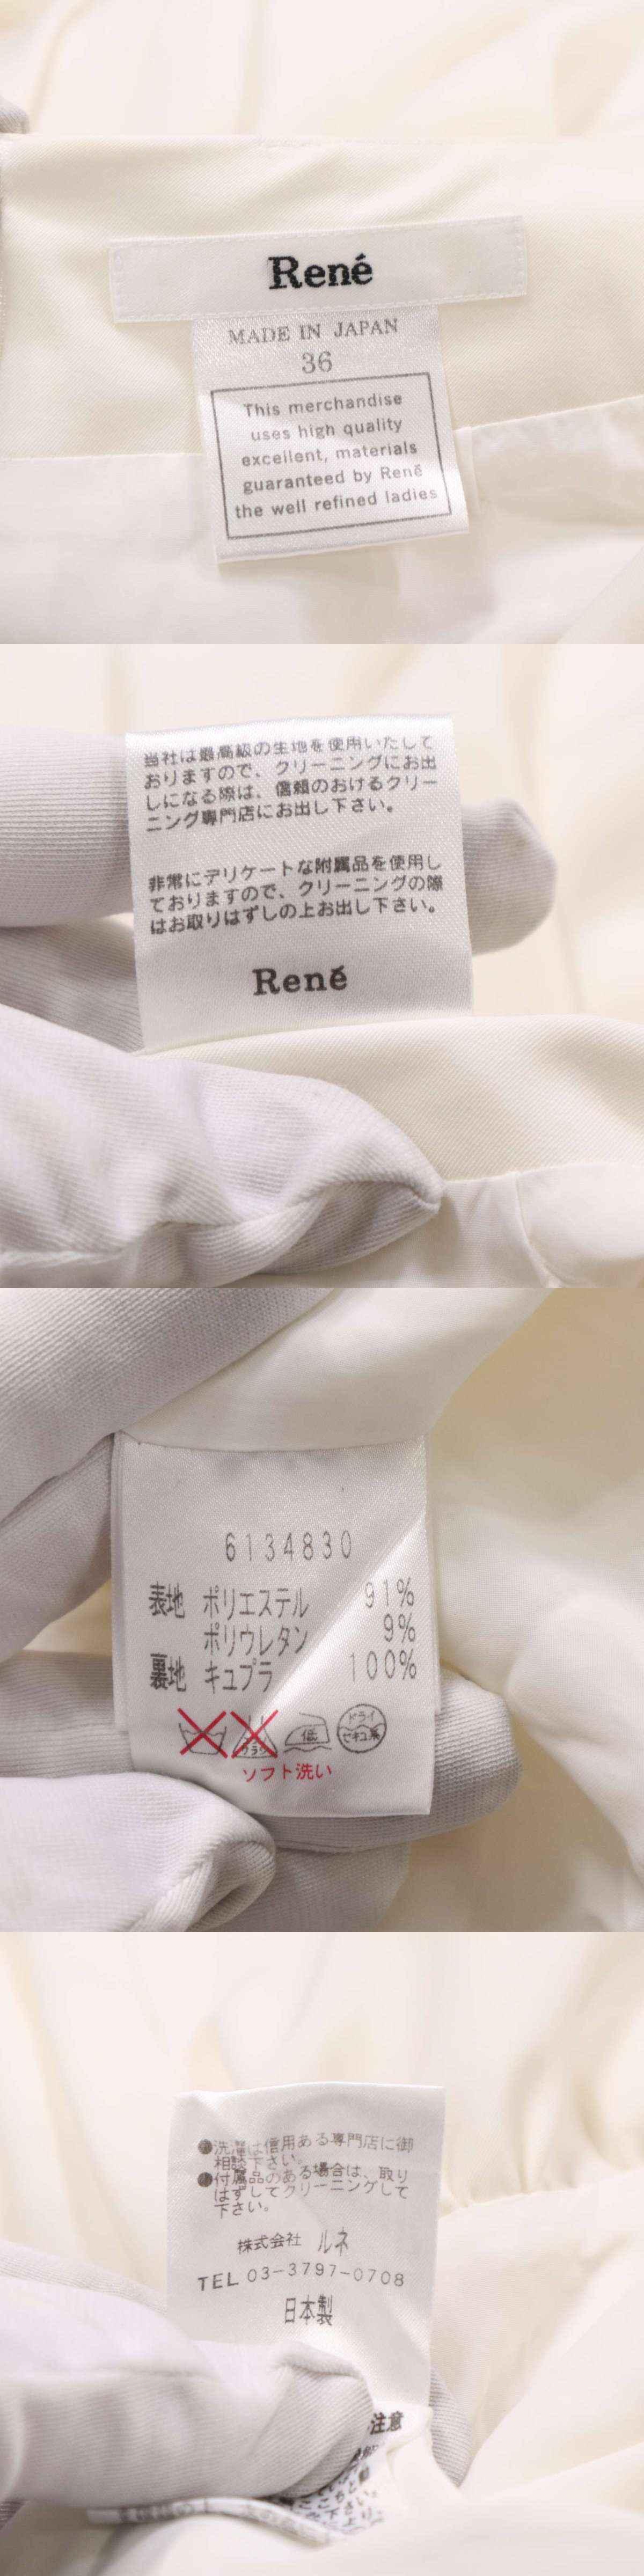 René
MADE IN JAPAN
36
This merchandise
uses high quality
excellent, materials
guaranteed by René
the well refined ladies
当社は最高級の生地を使用いたして
おりますので、クリーニングにお出
しになる際は、信頼のおけるクリー
ニング専門店にお出し下さい。
非常にデリケートな附属品を使用し
ておりますので、クリーニングの際
はお取りはずしの上お出し下さい。
René
6134830
表地 ポリエステル 91%
ポリウレタン 9%
裏地 キュプラ 100%
エンソ
サラシ
低
ドライ
セキユ系
ソフト洗い
●洗濯は信用ある専門店に御
相談下さい。
●付属品のある場合は、取り
はずしてクリーニングして
下さい。
株式会社 ルネ
TEL 03-3797-0708
日本製
注意